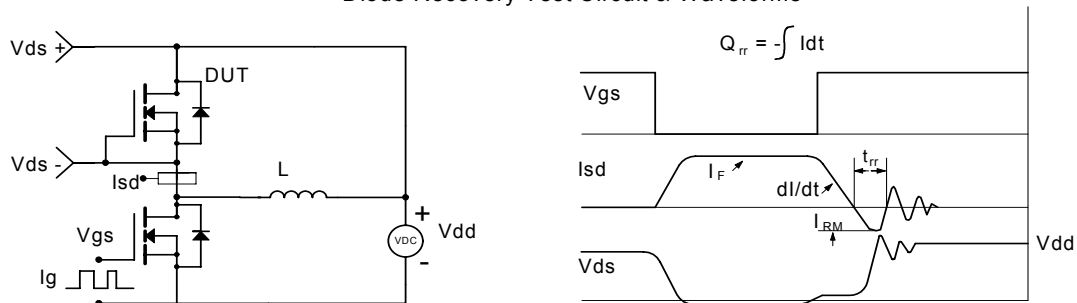 Diode Recovery Test Circuit & Waveforms
Vds +
DUT
Vds -
Isd
L
Vgs
Ig
+
VDC
-
Vdd
Q rr = -∫ Idt
Vgs
Isd
I F
dI/dt
t rr
I RM
Vds
Vdd